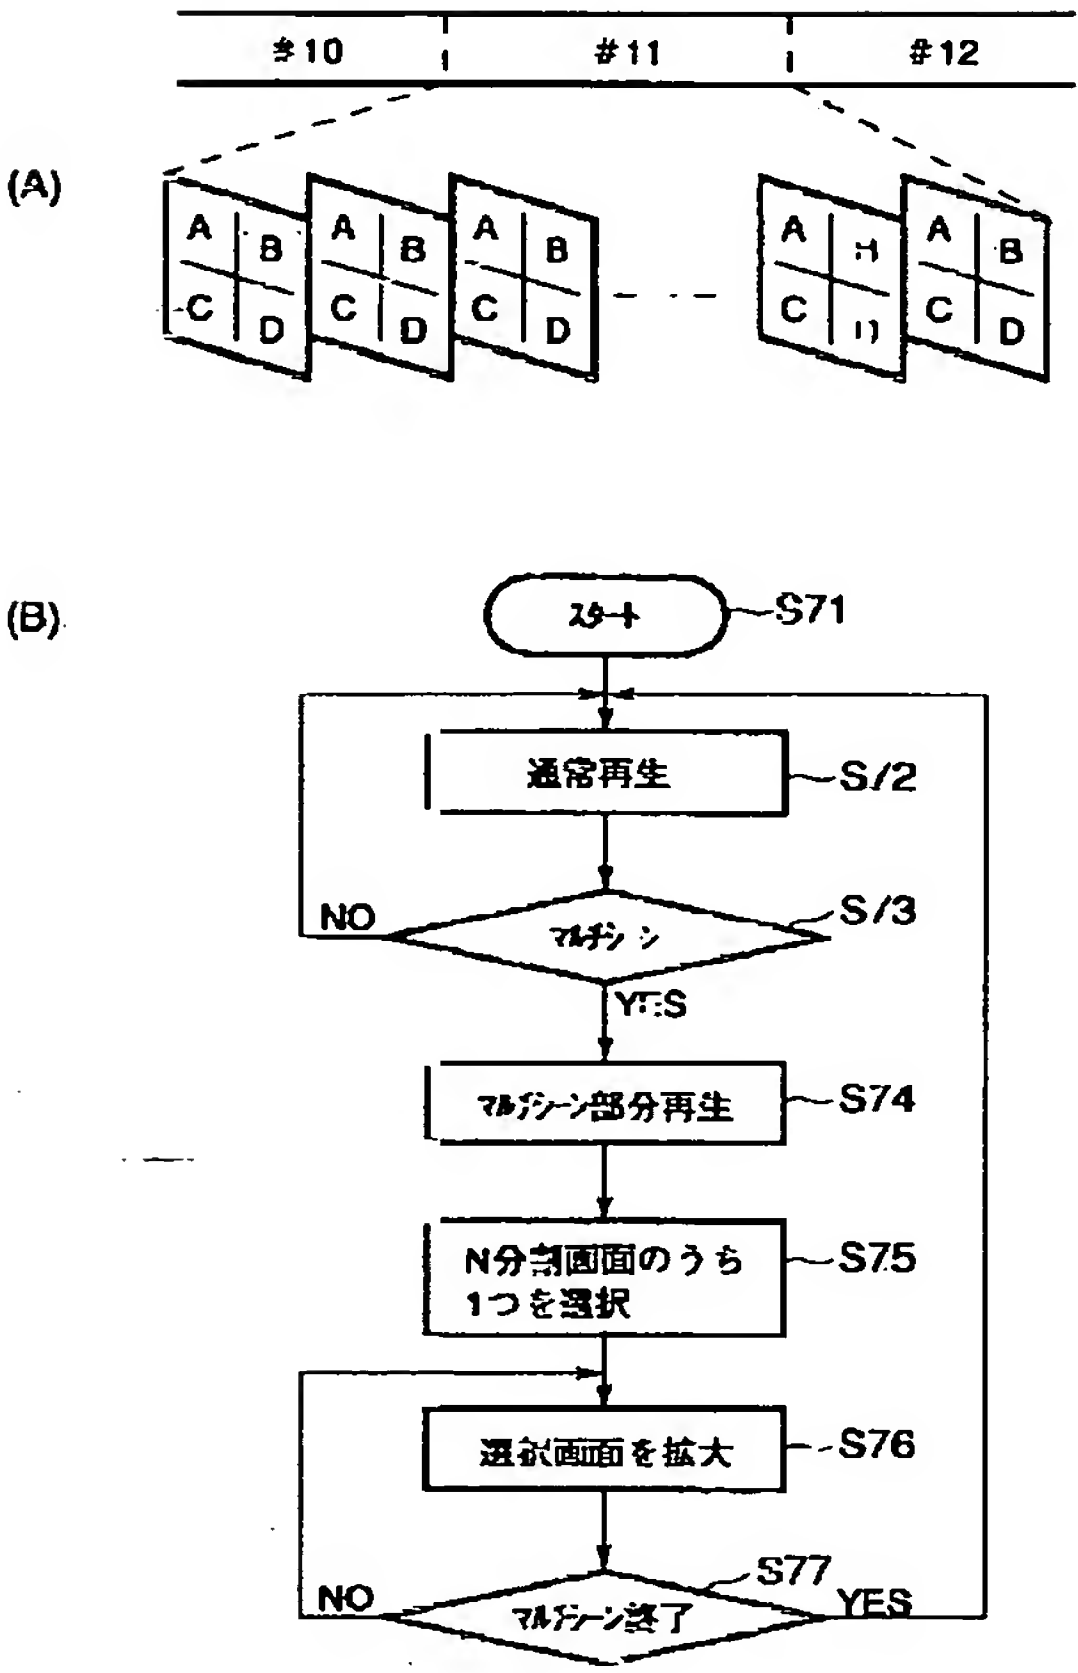 #10 #11 #12
(A)
A B C D
A B C D
A B C D
A C
A B C D
(B)
スタート S71
通常再生 S72
マルチシーン S73
NO
YES
マルチシーン部分再生 S74
N分割画面のうち
1つを選択
S75
選択画面を拡大 S76
マルチシーン終了 S77
NO
YES